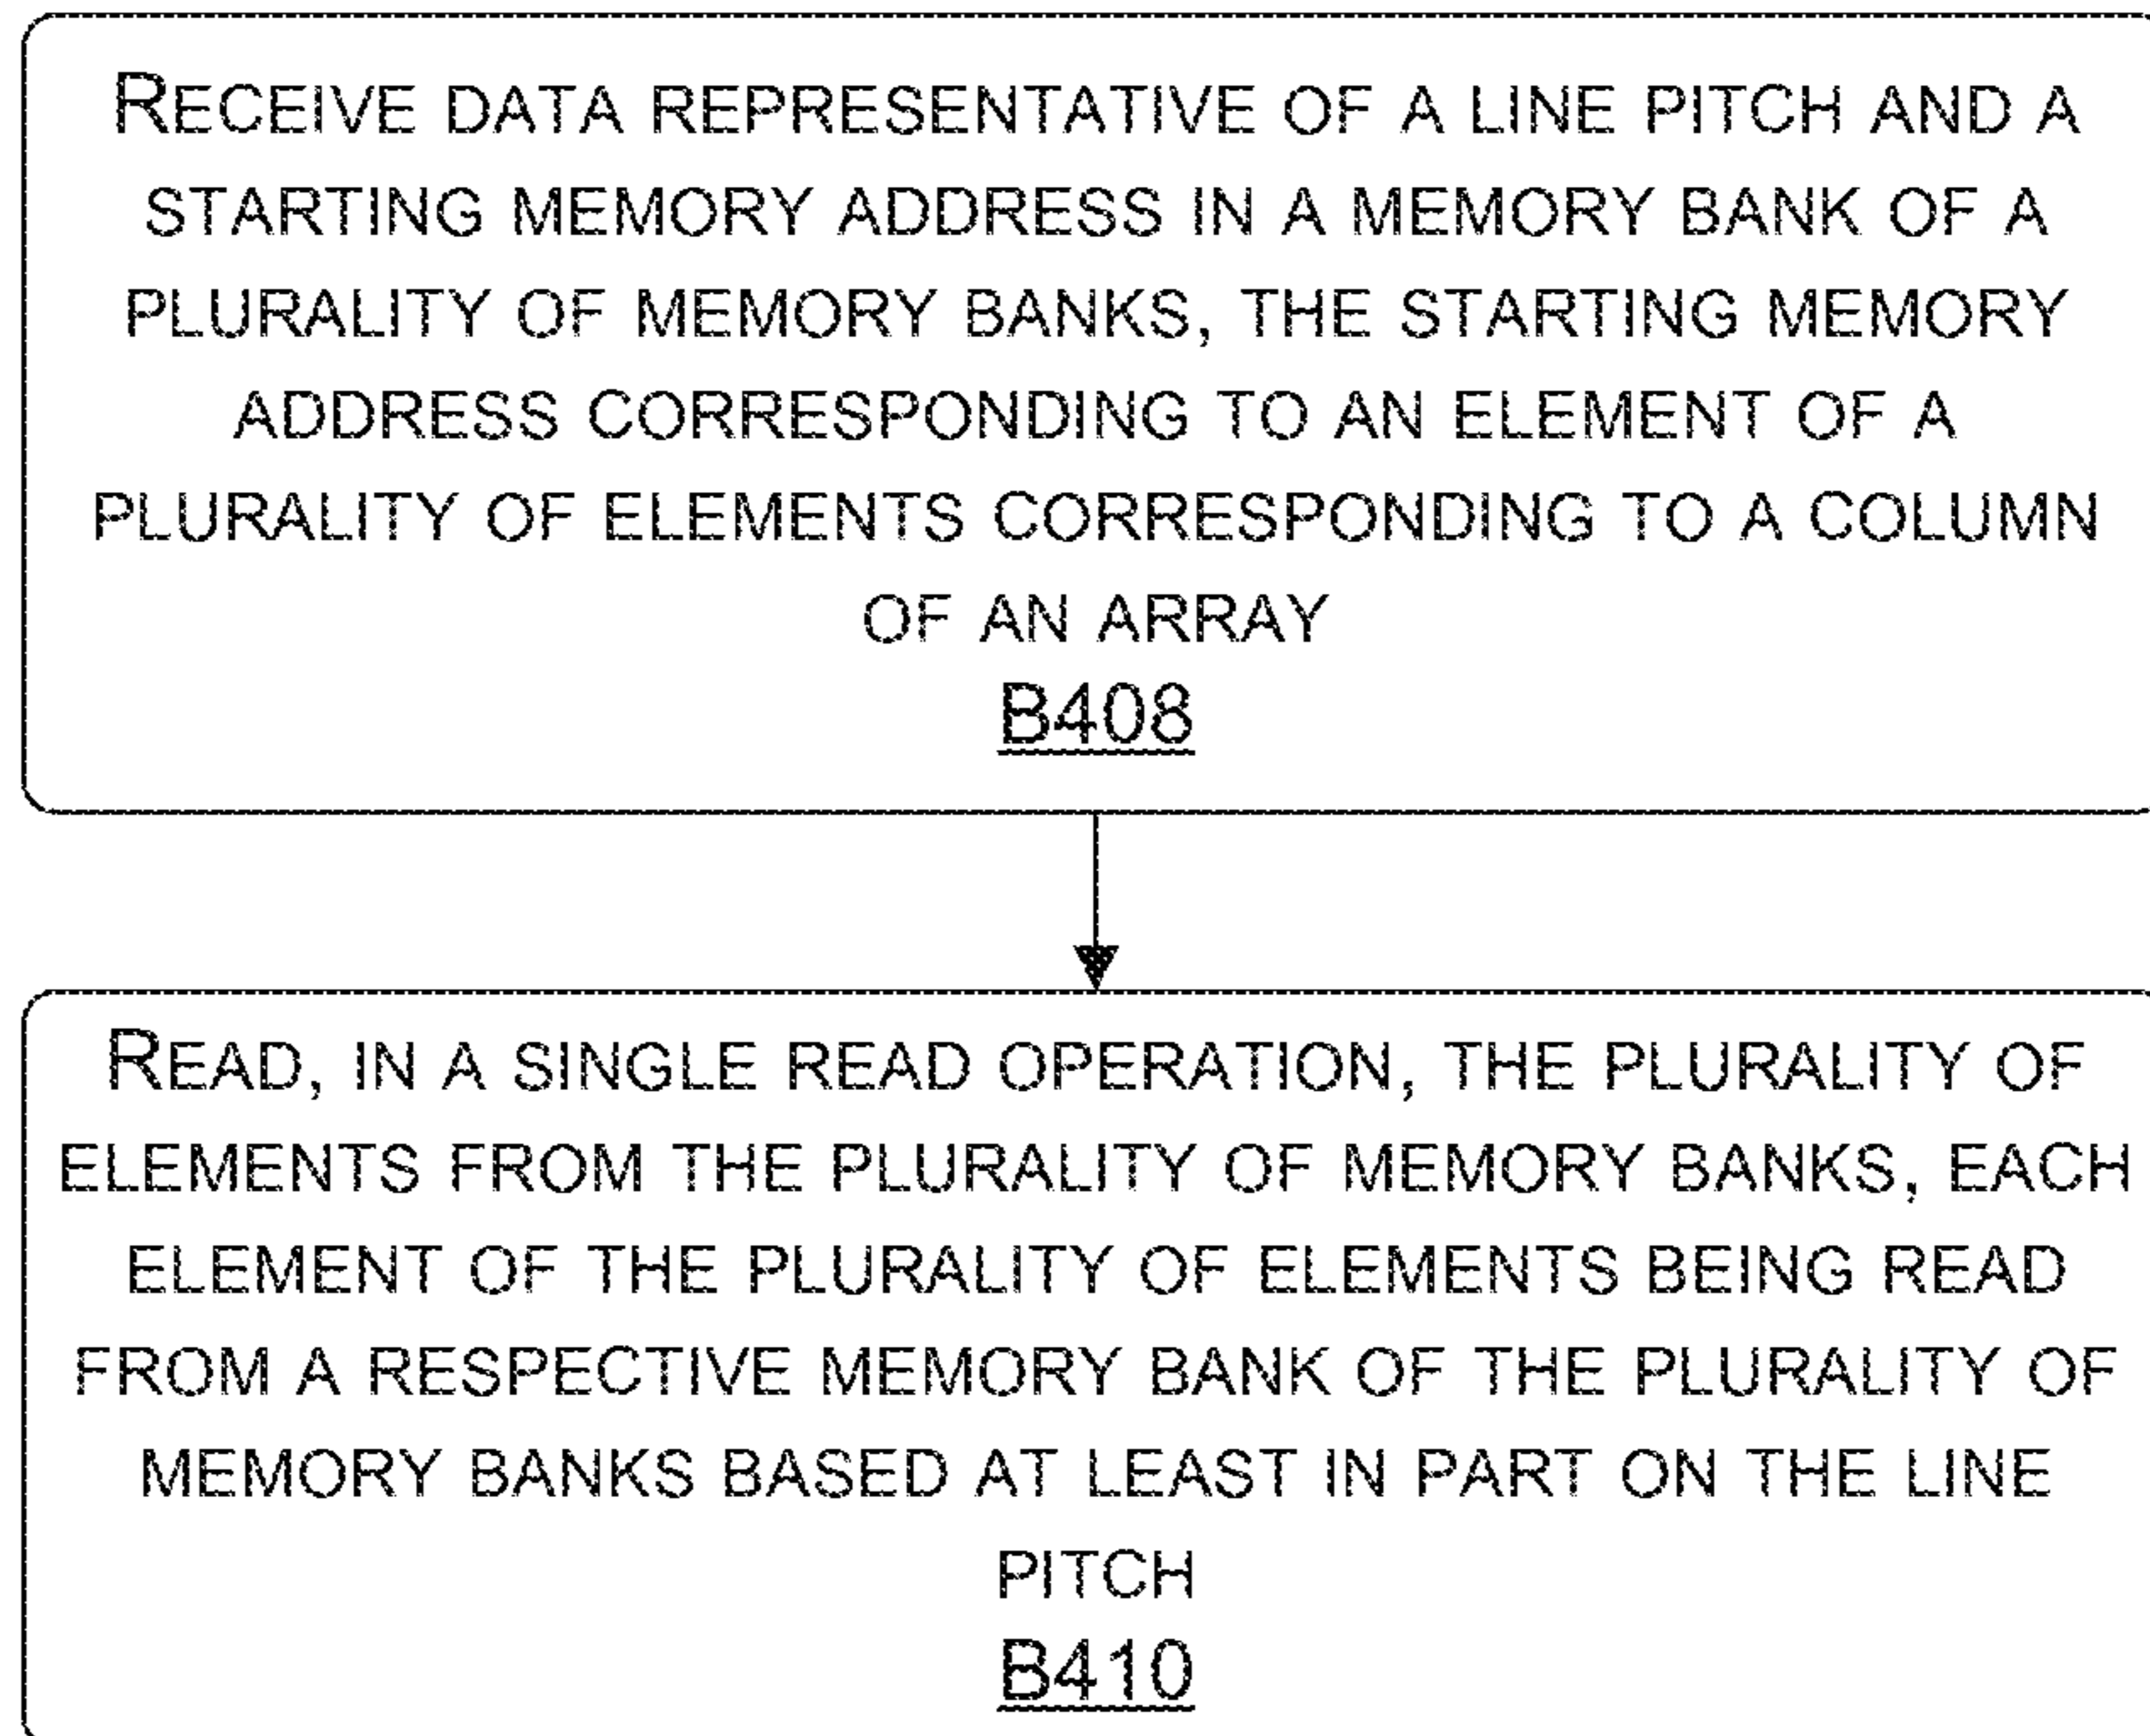 RECEIVE DATA REPRESENTATIVE OF A LINE PITCH AND A
STARTING MEMORY ADDRESS IN A MEMORY BANK OF A
PLURALITY OF MEMORY BANKS, THE STARTING MEMORY
ADDRESS CORRESPONDING TO AN ELEMENT OF A
PLURALITY OF ELEMENTS CORRESPONDING TO A COLUMN
OF AN ARRAY
B408
READ, IN A SINGLE READ OPERATION, THE PLURALITY OF
ELEMENTS FROM THE PLURALITY OF MEMORY BANKS, EACH
ELEMENT OF THE PLURALITY OF ELEMENTS BEING READ
FROM A RESPECTIVE MEMORY BANK OF THE PLURALITY OF
MEMORY BANKS BASED AT LEAST IN PART ON THE LINE
PITCH
B410